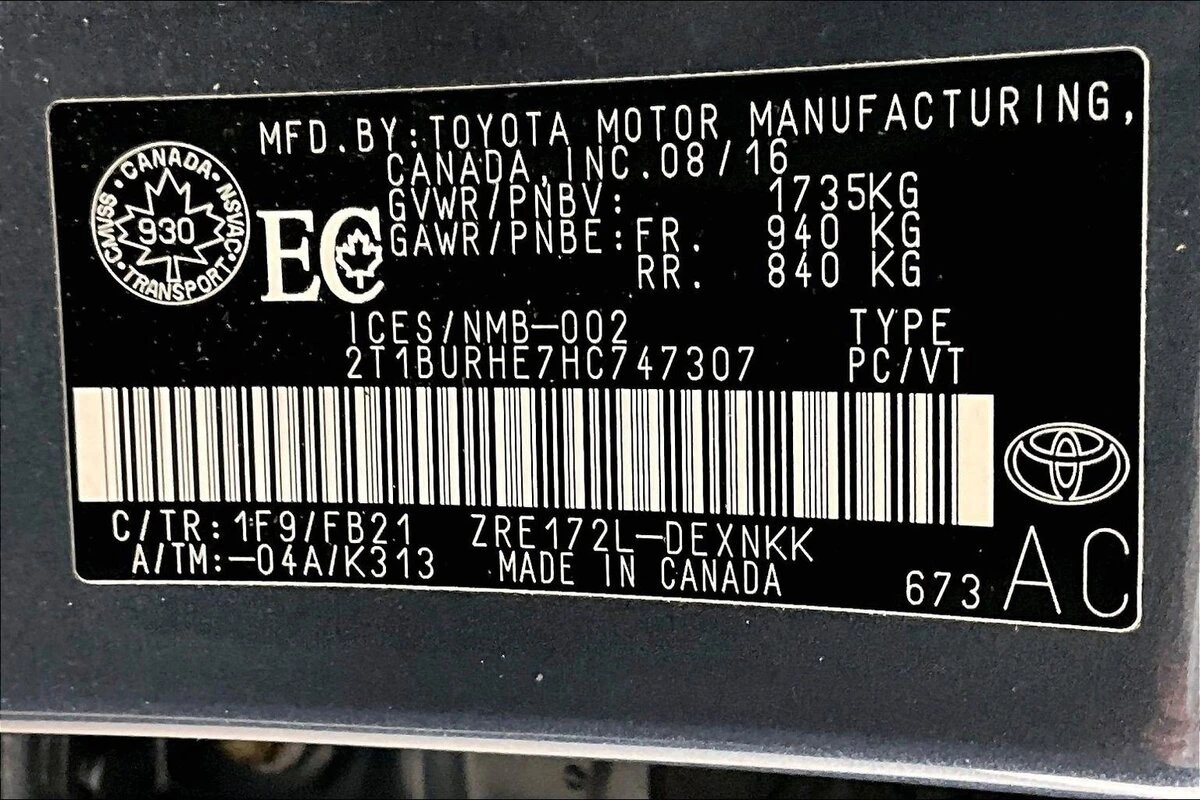 MFD.BY:TOYOTA MOTOR MANUFACTURING,
CANADA,INC.08/16
GVWR/PNBV: 1735KG
GAWR/PNBE:FR. 940 KG
RR. 840 KG
CANADA·NSVAC·TRANSPORT·CMVSS·
930
EC
ICES/NMB-002 TYPE
2T1BURHE7HC747307 PC/VT
C/TR:1F9/FB21 ZRE172L-DEXNKK
A/TM:-04A/K313 MADE IN CANADA
673 AC